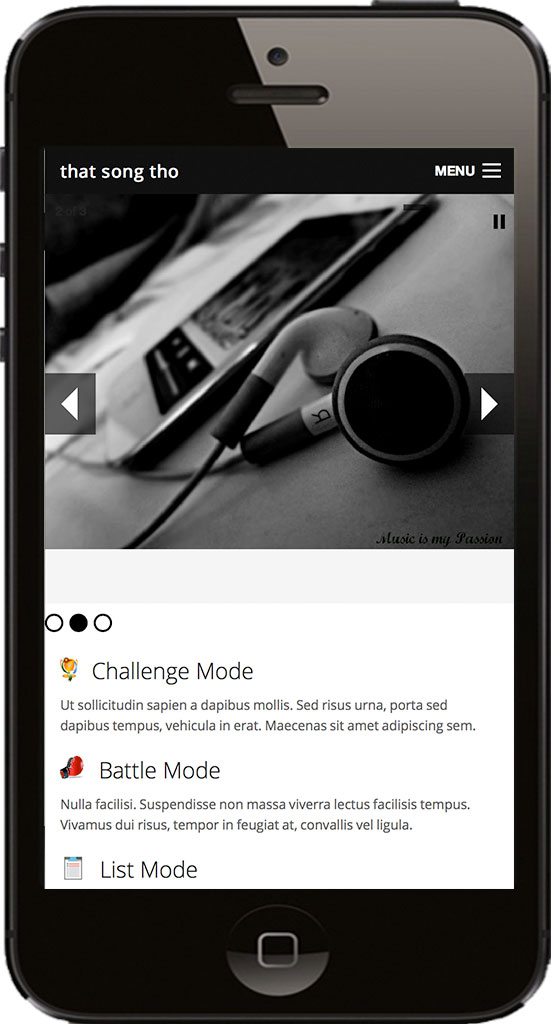 that song tho
MENU
2 of 3
R
Music is my Passion
Challenge Mode
Ut sollicitudin sapien a dapibus mollis. Sed risus urna, porta sed
dapibus tempus, vehicula in erat. Maecenas sit amet adipiscing sem.
Battle Mode
Nulla facilisi. Suspendisse non massa viverra lectus facilisis tempus.
Vivamus dui risus, tempor in feugiat at, convallis vel ligula.
List Mode